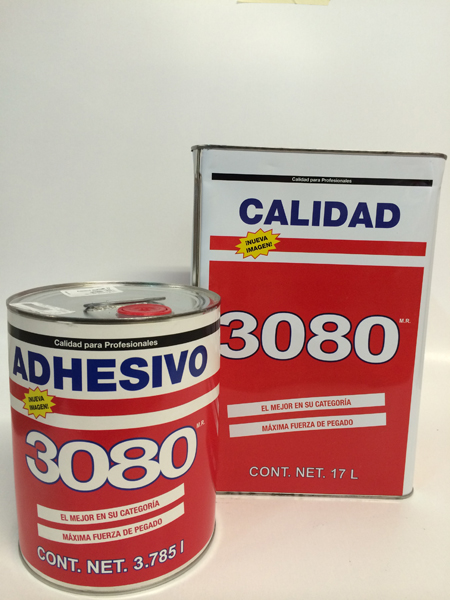 Calidad para Profesionales
CALIDAD
¡NUEVA
IMAGEN!
3080 M.R.
EL MEJOR EN SU CATEGORÍA
MÁXIMA FUERZA DE PEGADO
CONT. NET. 17 L
Calidad para Profesionales
ADHESIVO
¡NUEVA
IMAGEN!
3080 M.R.
EL MEJOR EN SU CATEGORÍA
MÁXIMA FUERZA DE PEGADO
CONT. NET. 3.785 l